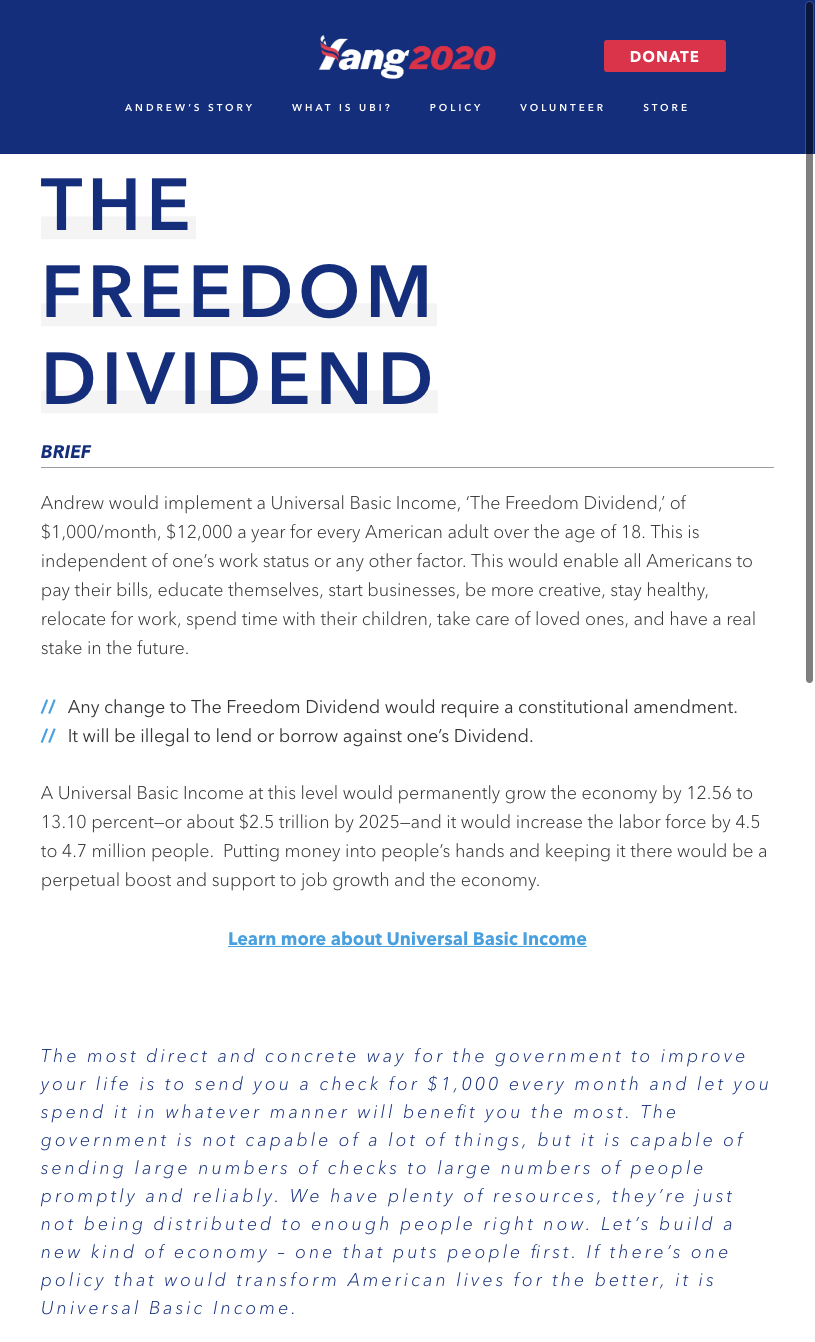 Yang2020
DONATE
ANDREW’S STORY WHAT IS UBI? POLICY VOLUNTEER STORE
THE
FREEDOM
DIVIDEND
BRIEF
Andrew would implement a Universal Basic Income, ‘The Freedom Dividend,’ of
$1,000/month, $12,000 a year for every American adult over the age of 18. This is
independent of one’s work status or any other factor. This would enable all Americans to
pay their bills, educate themselves, start businesses, be more creative, stay healthy,
relocate for work, spend time with their children, take care of loved ones, and have a real
stake in the future.
// Any change to The Freedom Dividend would require a constitutional amendment.
// It will be illegal to lend or borrow against one’s Dividend.
A Universal Basic Income at this level would permanently grow the economy by 12.56 to
13.10 percent—or about $2.5 trillion by 2025—and it would increase the labor force by 4.5
to 4.7 million people.  Putting money into people’s hands and keeping it there would be a
perpetual boost and support to job growth and the economy.
Learn more about Universal Basic Income
The most direct and concrete way for the government to improve
your life is to send you a check for $1,000 every month and let you
spend it in whatever manner will benefit you the most. The
government is not capable of a lot of things, but it is capable of
sending large numbers of checks to large numbers of people
promptly and reliably. We have plenty of resources, they’re just
not being distributed to enough people right now. Let’s build a
new kind of economy – one that puts people first. If there’s one
policy that would transform American lives for the better, it is
Universal Basic Income.